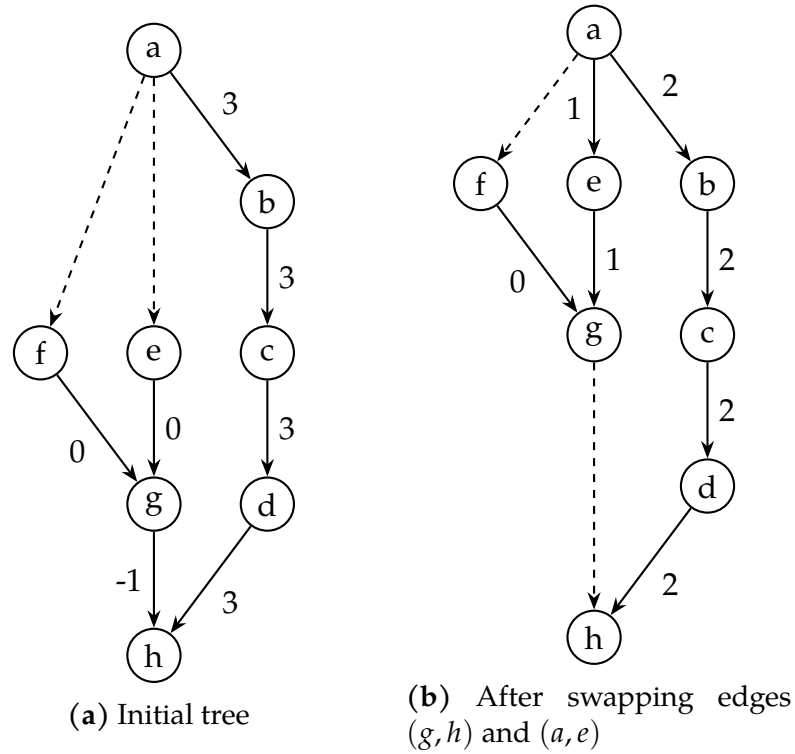 a
3
b
3
f
e
c
0
0
3
g
d
-1
3
h
(a) Initial tree
a
1
2
f
e
b
0
1
2
g
c
2
d
2
h
(b) After swapping edges
(g, h) and (a, e)